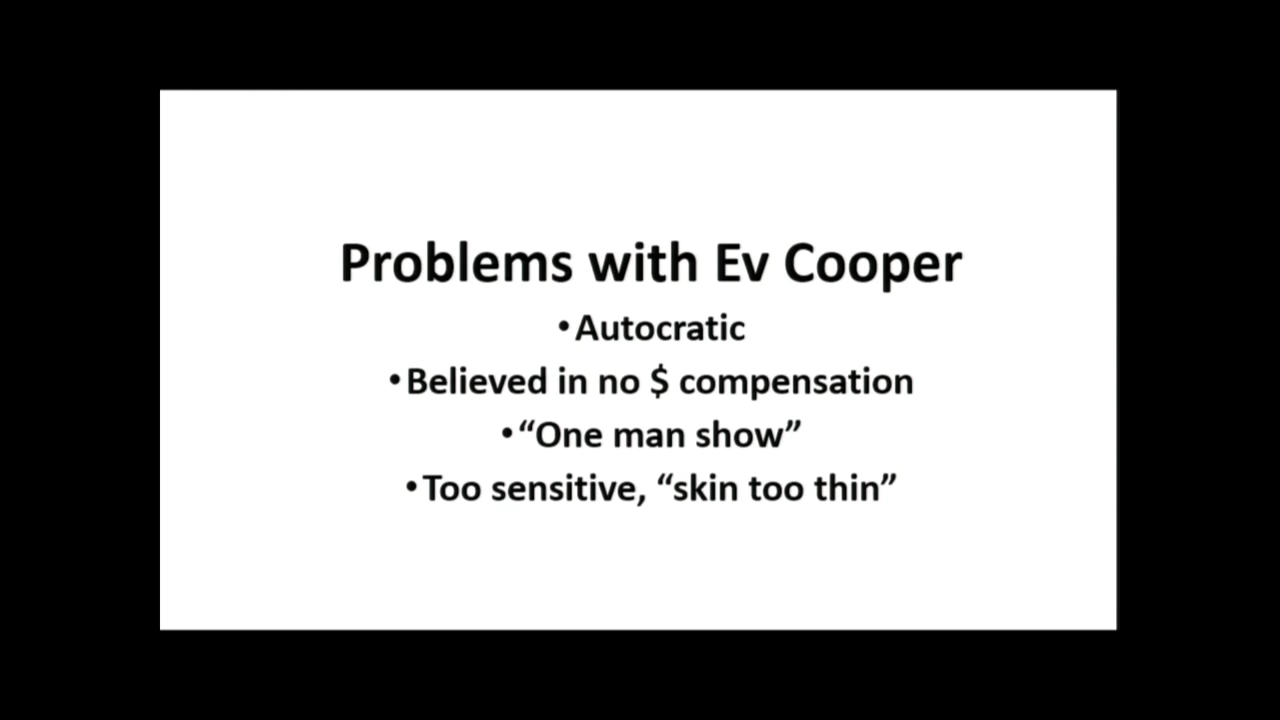 Problems with Ev Cooper
•Autocratic
•Believed in no $ compensation
•“One man show”
•Too sensitive, “skin too thin”